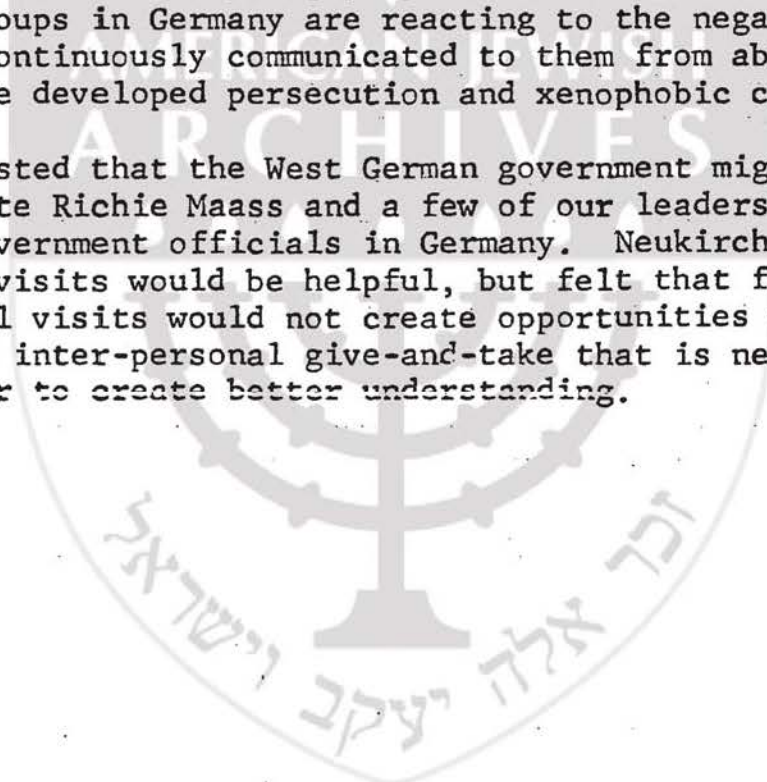 oups in Germany are reacting to the nega
ontinuously communicated to them from ab
e developed persecution and xenophobic c
sted that the West German government mig
te Richie Maass and a few of our leaders
vernment officials in Germany. Neukirch
visits would be helpful, but felt that f
l visits would not create opportunities
inter-personal give-and-take that is ne
r to create better understanding.
AMERICAN JEWISH
ARCHIVES
זכר אלה יעקב וישראל